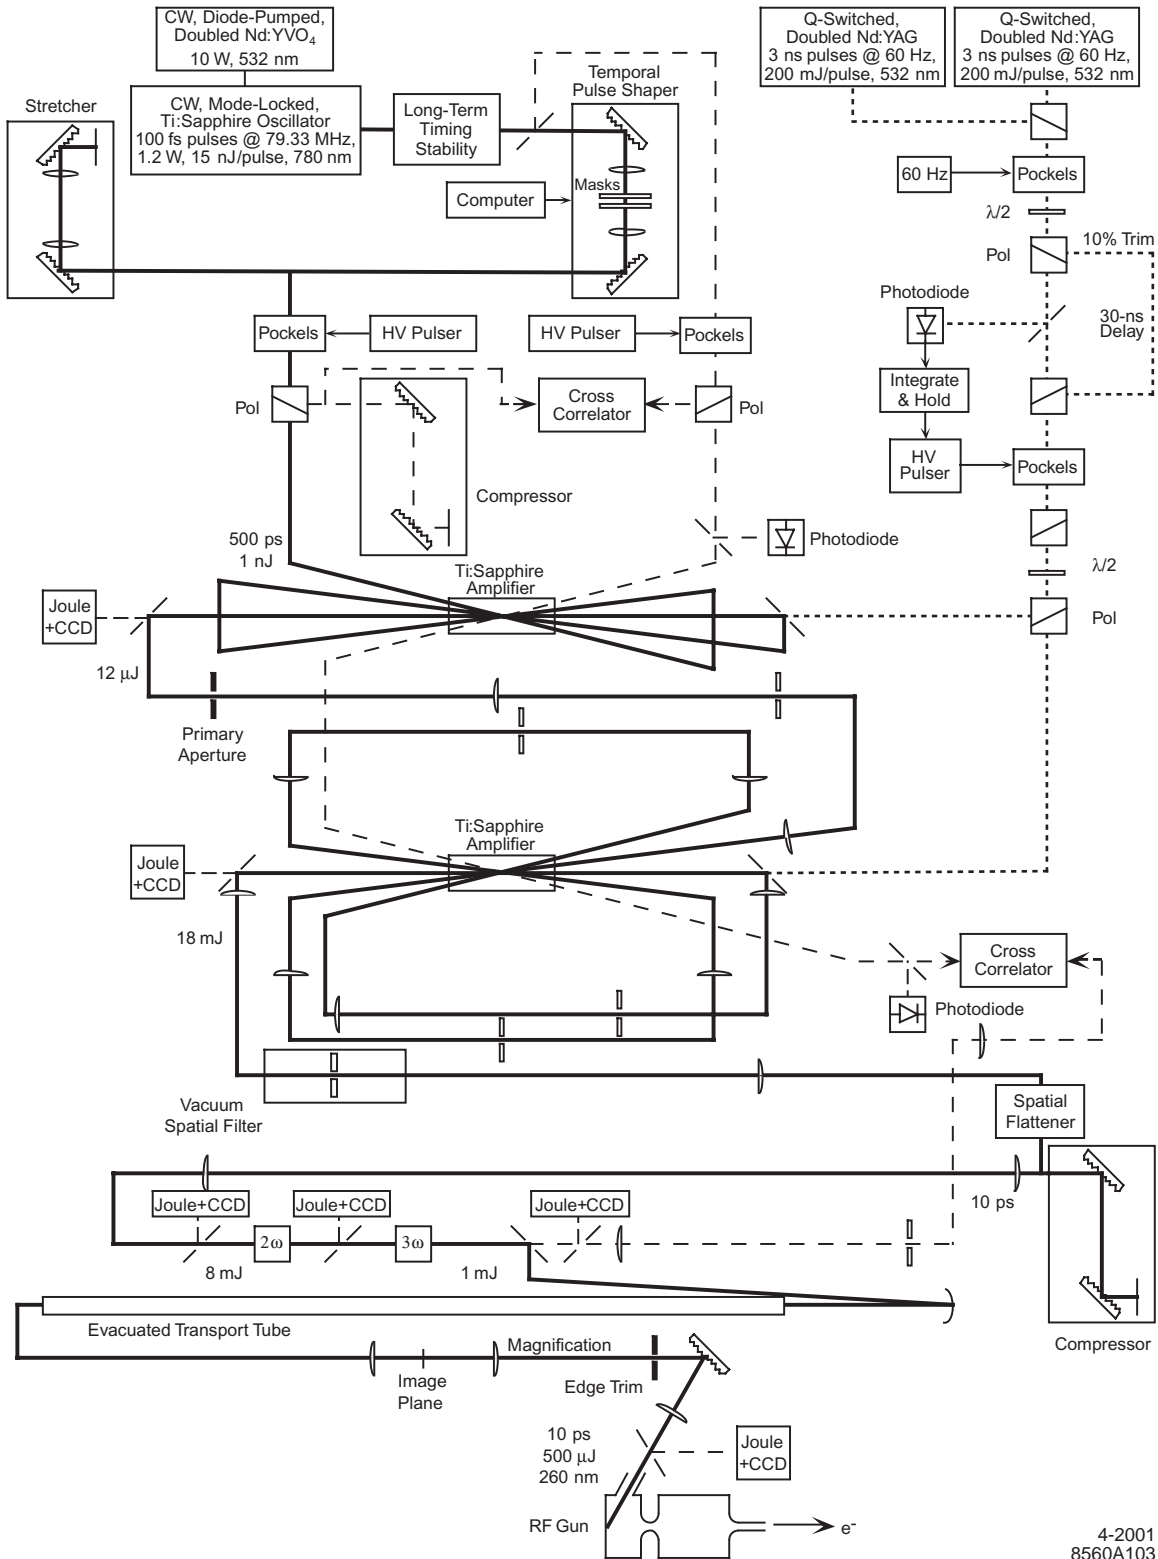 CW, Diode-Pumped,
Doubled Nd:YVO4
10 W, 532 nm
Q-Switched,
Doubled Nd:YAG
3 ns pulses @ 60 Hz,
200 mJ/pulse, 532 nm
Q-Switched,
Doubled Nd:YAG
3 ns pulses @ 60 Hz,
200 mJ/pulse, 532 nm
Stretcher
CW, Mode-Locked,
Ti:Sapphire Oscillator
100 fs pulses @ 79.33 MHz,
1.2 W, 15 nJ/pulse, 780 nm
Long-Term
Timing
Stability
Temporal
Pulse Shaper
Masks
Computer
60 Hz
Pockels
λ/2
Pol
10% Trim
Photodiode
30-ns
Delay
Pockels
HV Pulser
HV Pulser
Pockels
Integrate
& Hold
Pol
Cross
Correlator
Pol
HV
Pulser
Pockels
Compressor
500 ps
1 nJ
Photodiode
λ/2
Ti:Sapphire
Amplifier
Joule
+CCD
Pol
12 µJ
Primary
Aperture
Ti:Sapphire
Amplifier
Joule
+CCD
18 mJ
Cross
Correlator
Photodiode
Vacuum
Spatial Filter
Spatial
Flattener
Joule+CCD
Joule+CCD
Joule+CCD
10 ps
2ω
3ω
8 mJ
1 mJ
Evacuated Transport Tube
Compressor
Magnification
Image
Plane
Edge Trim
10 ps
500 µJ
260 nm
Joule
+CCD
RF Gun
e-
4-2001
8560A103